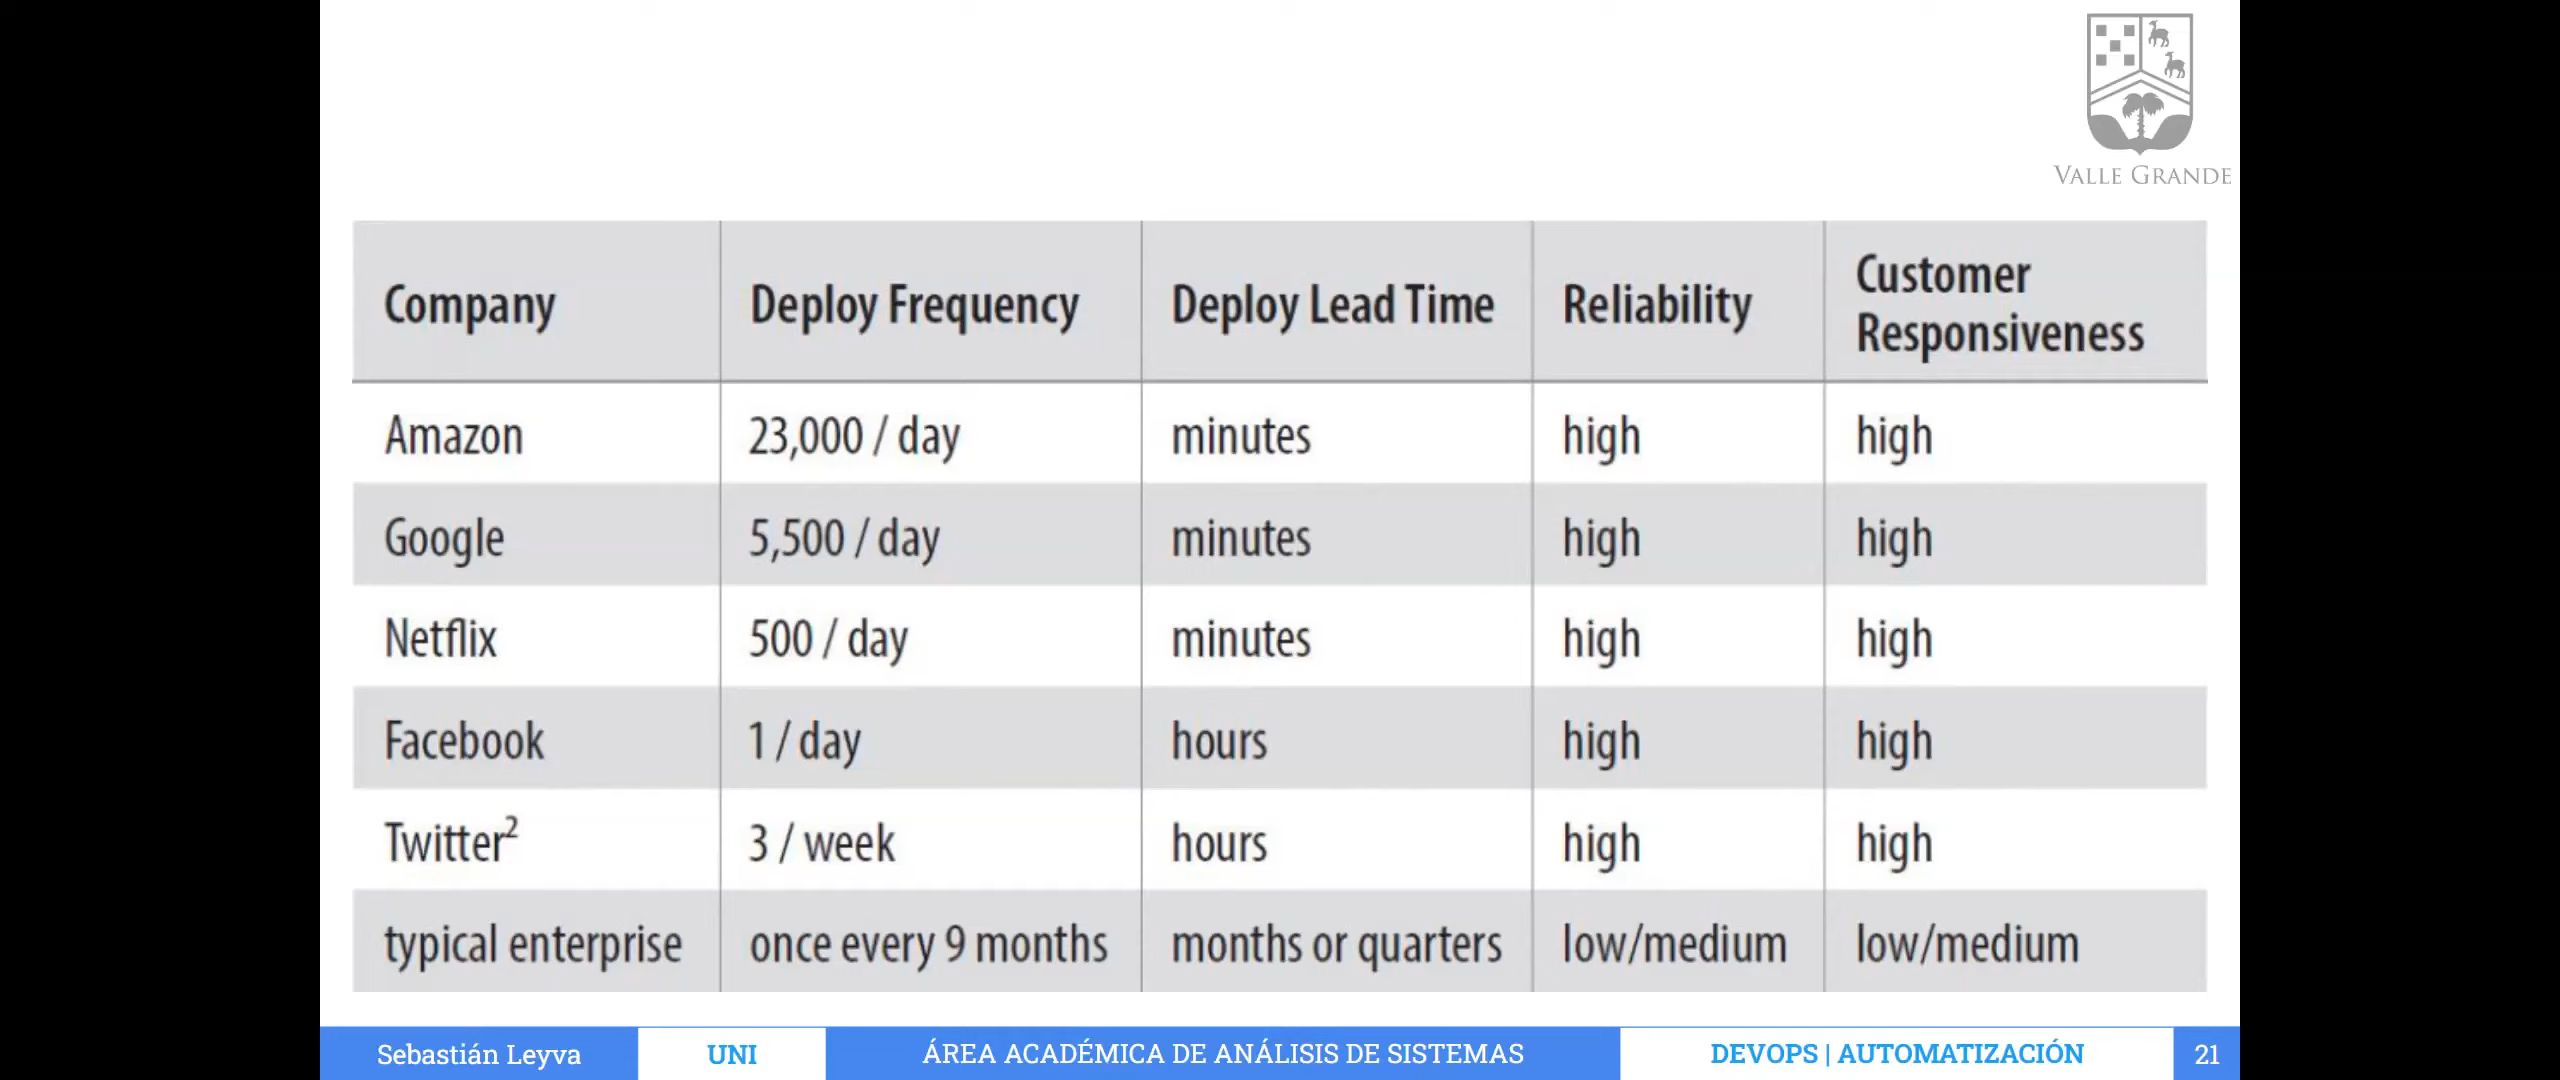 VALLE GRANDE
Company Deploy Frequency Deploy Lead Time Reliability Customer Responsiveness
Amazon 23,000 / day minutes high high
Google 5,500 / day minutes high high
Netflix 500 / day minutes high high
Facebook 1 / day hours high high
Twitter² 3 / week hours high high
typical enterprise once every 9 months months or quarters low/medium low/medium
Sebastián Leyva UNI ÁREA ACADÉMICA DE ANÁLISIS DE SISTEMAS DEVOPS | AUTOMATIZACIÓN 21